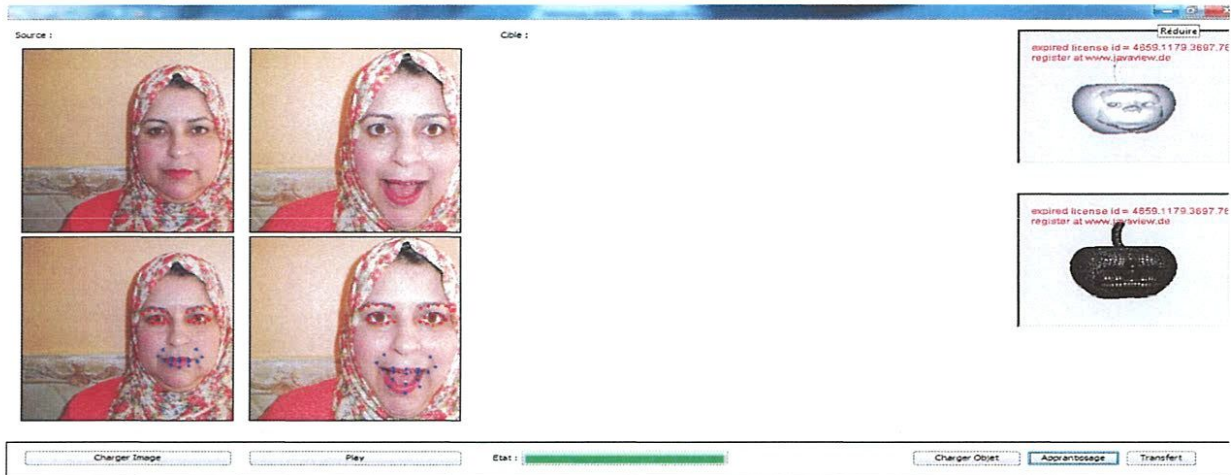 Source :
Cible :
Réduire
expired license id = 4659.1179.3697.76
register at www.javaview.de
expired license id = 4659.1179.3697.76
register at www.javaview.de
Charger Image
Play
Etat :
Charger Objet
Apprantissage
Transfert